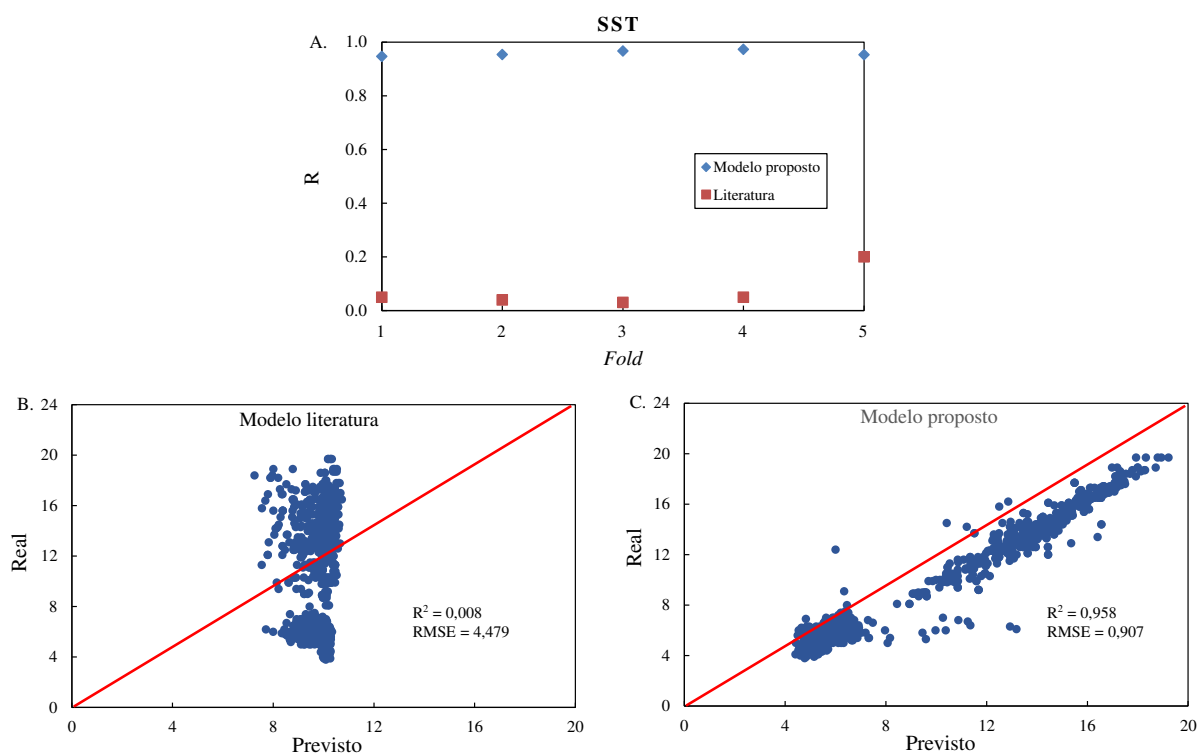 SST
A.
1.0
0.8
0.6
0.4
0.2
0.0
R
Modelo proposto
Literatura
1 2 3 4 5
Fold
B.
Modelo literatura
24
20
16
12
8
4
0
Real
R² = 0,008
RMSE = 4,479
0 4 8 12 16 20
Previsto
C.
Modelo proposto
24
20
16
12
8
4
0
Real
R² = 0,958
RMSE = 0,907
0 4 8 12 16 20
Previsto